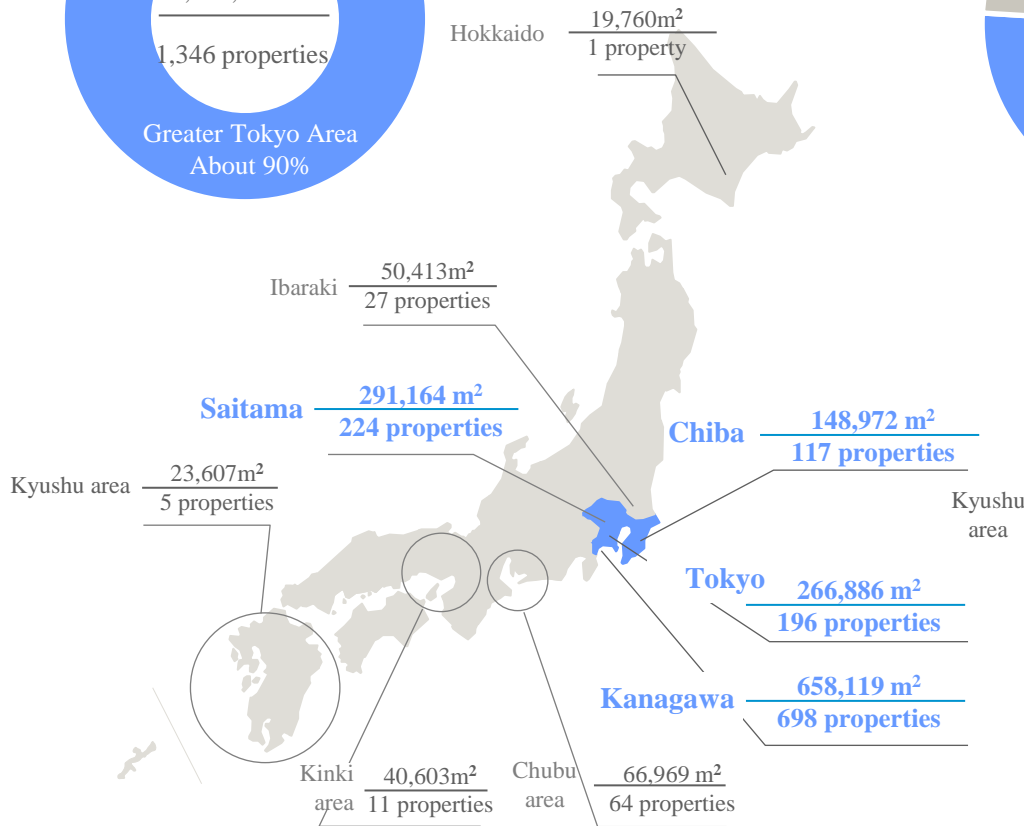 1,346 properties
Greater Tokyo Area
About 90%
Hokkaido
19,760m²
1 property
Ibaraki
50,413m²
27 properties
Saitama
291,164 m²
224 properties
Chiba
148,972 m²
117 properties
Kyushu area
23,607m²
5 properties
Kyushu
area
Tokyo
266,886 m²
196 properties
Kanagawa
658,119 m²
698 properties
Kinki
area
40,603m²
11 properties
Chubu
area
66,969 m²
64 properties